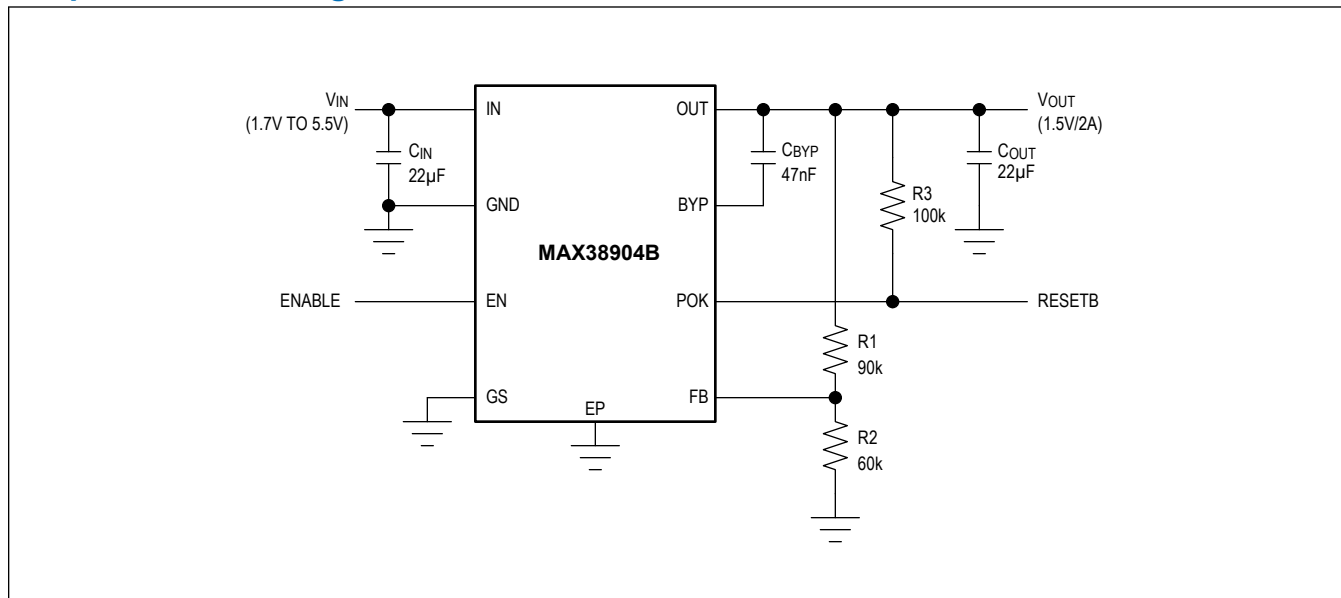 VIN
(1.7V TO 5.5V)
CIN
22µF
IN
GND
EN
GS
EP
MAX38904B
OUT
BYP
POK
FB
ENABLE
CBYP
47nF
R3
100k
COUT
22µF
VOUT
(1.5V/2A)
RESETB
R1
90k
R2
60k